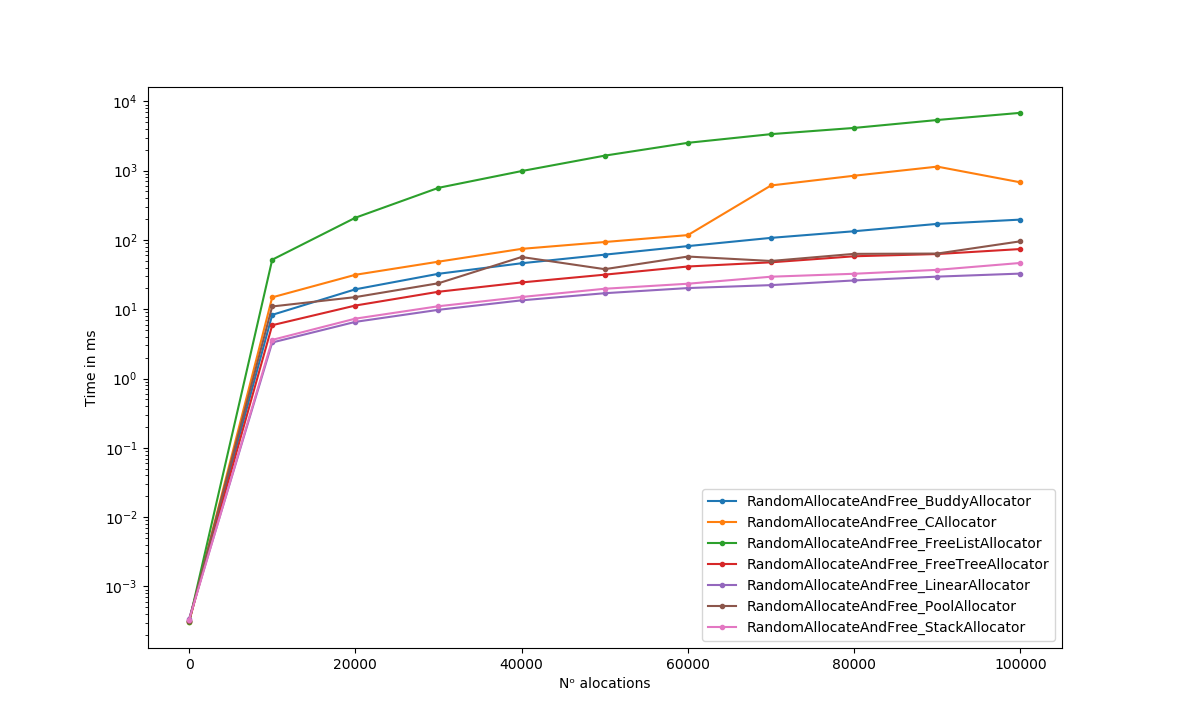 10⁴
10³
10²
10¹
10⁰
10⁻¹
10⁻²
10⁻³
Time in ms
RandomAllocateAndFree_BuddyAllocator
RandomAllocateAndFree_CAllocator
RandomAllocateAndFree_FreeListAllocator
RandomAllocateAndFree_FreeTreeAllocator
RandomAllocateAndFree_LinearAllocator
RandomAllocateAndFree_PoolAllocator
RandomAllocateAndFree_StackAllocator
0 20000 40000 60000 80000 100000
Nº alocations